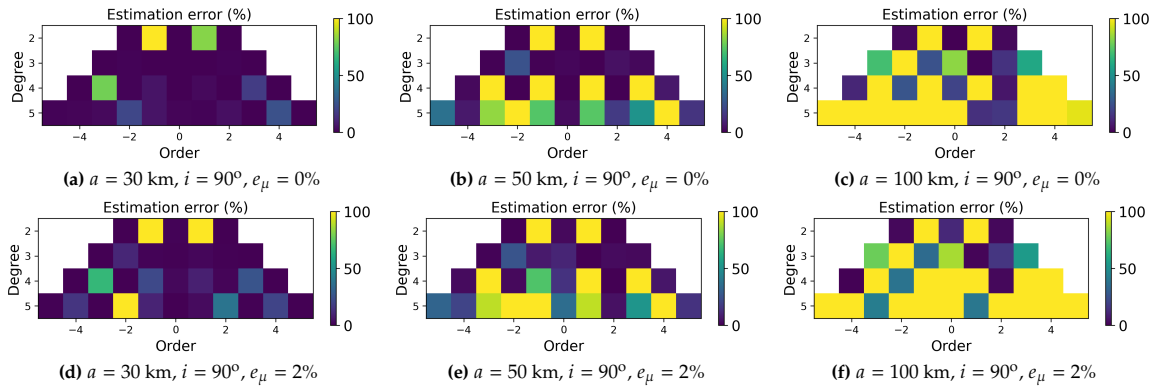 Estimation error (%)
Degree
2
3
4
5
−4 −2 0 2 4
Order
100
50
0
(a) a = 30 km, i = 90°, eμ = 0%
Estimation error (%)
Degree
2
3
4
5
−4 −2 0 2 4
Order
100
50
0
(b) a = 50 km, i = 90°, eμ = 0%
Estimation error (%)
Degree
2
3
4
5
−4 −2 0 2 4
Order
100
50
0
(c) a = 100 km, i = 90°, eμ = 0%
Estimation error (%)
Degree
2
3
4
5
−4 −2 0 2 4
Order
100
50
0
(d) a = 30 km, i = 90°, eμ = 2%
Estimation error (%)
Degree
2
3
4
5
−4 −2 0 2 4
Order
100
50
0
(e) a = 50 km, i = 90°, eμ = 2%
Estimation error (%)
Degree
2
3
4
5
−4 −2 0 2 4
Order
100
50
0
(f) a = 100 km, i = 90°, eμ = 2%